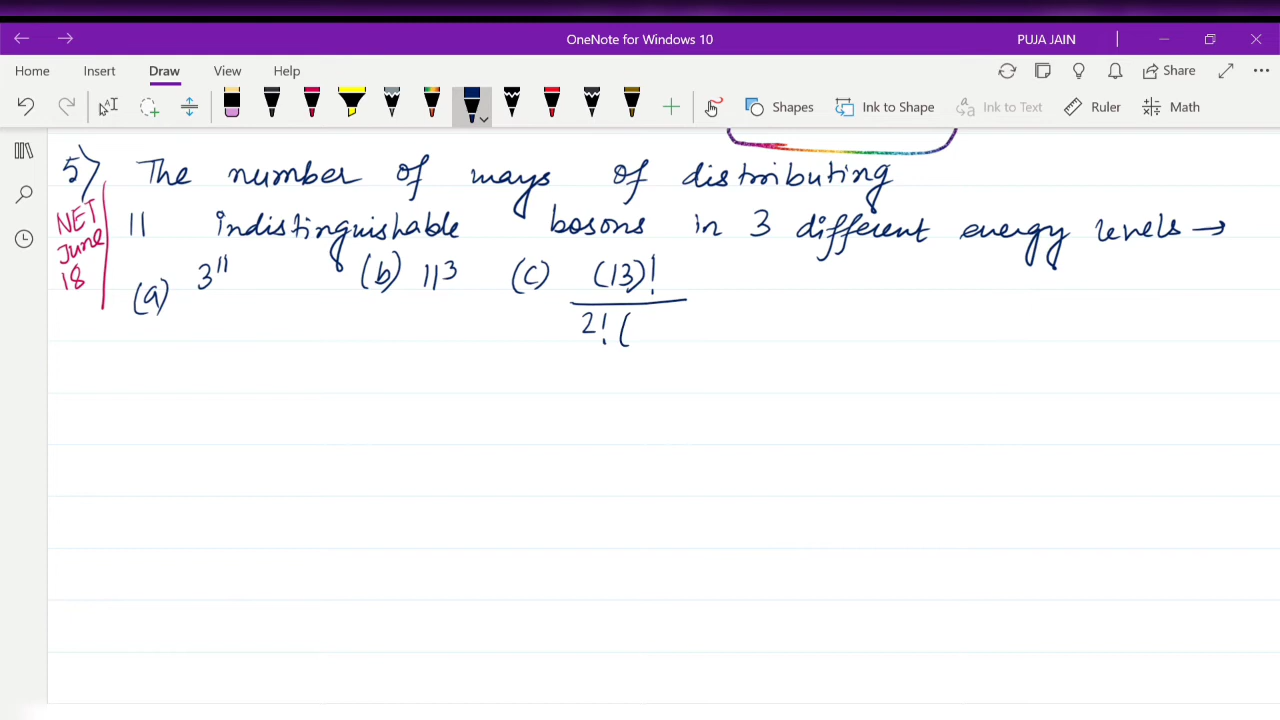 OneNote for Windows 10
PUJA JAIN
Home Insert Draw View Help
Share
Shapes Ink to Shape Ink to Text Ruler Math
5) The number of ways of distributing
NET June 18
11 indistinguishable bosons in 3 different energy levels →
(a) 3¹¹ (b) 11³ (c) (13)!
2! (